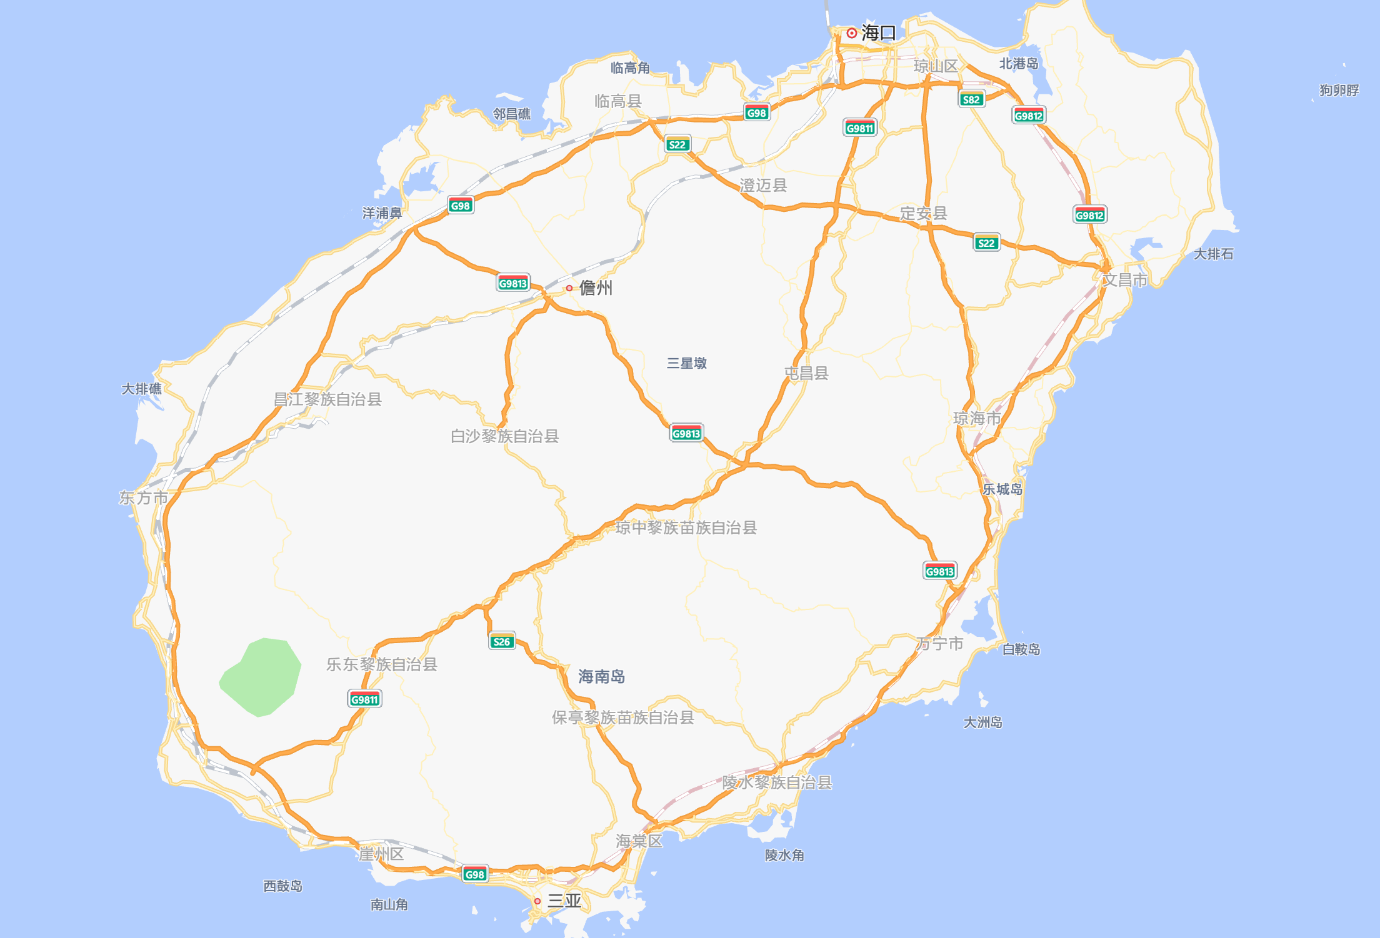 海口
临高角
琼山区
北港岛
狗卵脬
临高县
S82
邻昌礁
G98
G9812
G9811
S22
澄迈县
G98
洋浦鼻
定安县
G9812
S22
大排石
G9813
儋州
文昌市
三星墩
屯昌县
大排礁
昌江黎族自治县
琼海市
白沙黎族自治县
G9813
乐城岛
东方市
琼中黎族苗族自治县
G9813
S26
万宁市
白鞍岛
乐东黎族自治县
海南岛
G9811
保亭黎族苗族自治县
大洲岛
陵水黎族自治县
海棠区
崖州区
陵水角
G98
西鼓岛
南山角
三亚